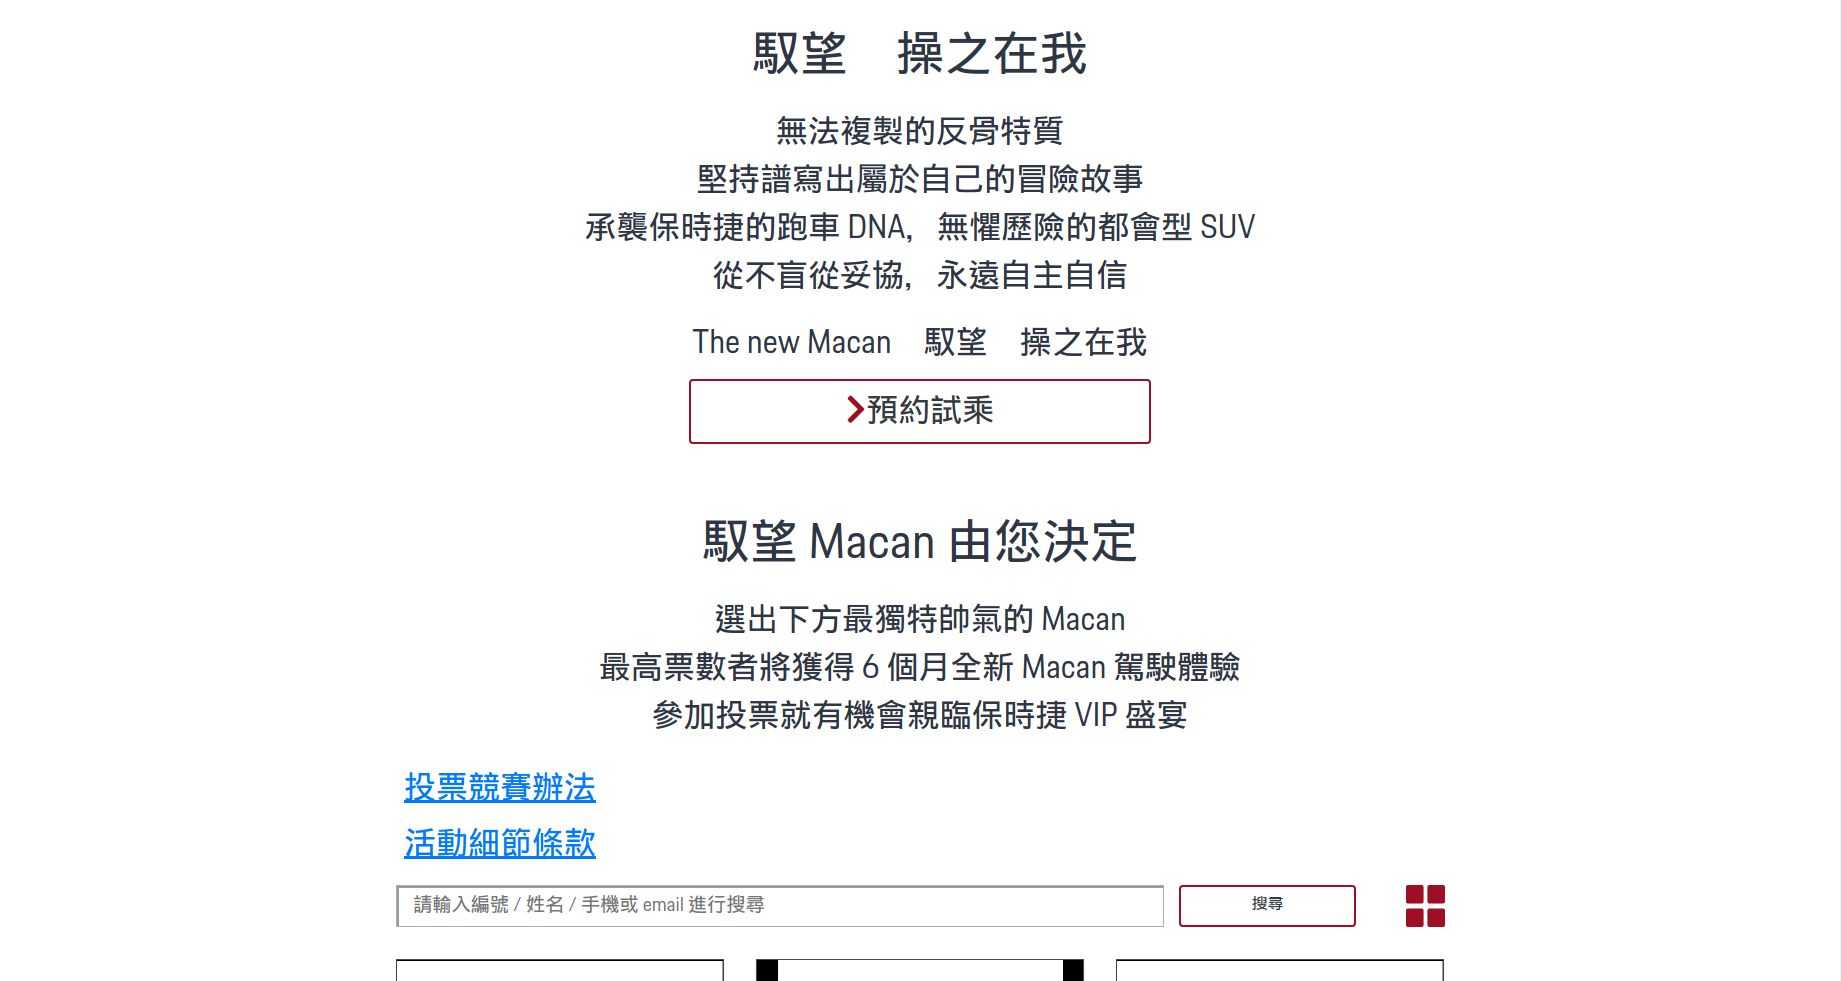 馭望　操之在我
無法複製的反骨特質
堅持譜寫出屬於自己的冒險故事
承襲保時捷的跑車 DNA，無懼歷險的都會型 SUV
從不盲從妥協，永遠自主自信
The new Macan　馭望　操之在我
預約試乘
馭望 Macan 由您決定
選出下方最獨特帥氣的 Macan
最高票數者將獲得 6 個月全新 Macan 駕駛體驗
參加投票就有機會親臨保時捷 VIP 盛宴
投票競賽辦法
活動細節條款
請輸入編號 / 姓名 / 手機或 email 進行搜尋
搜尋